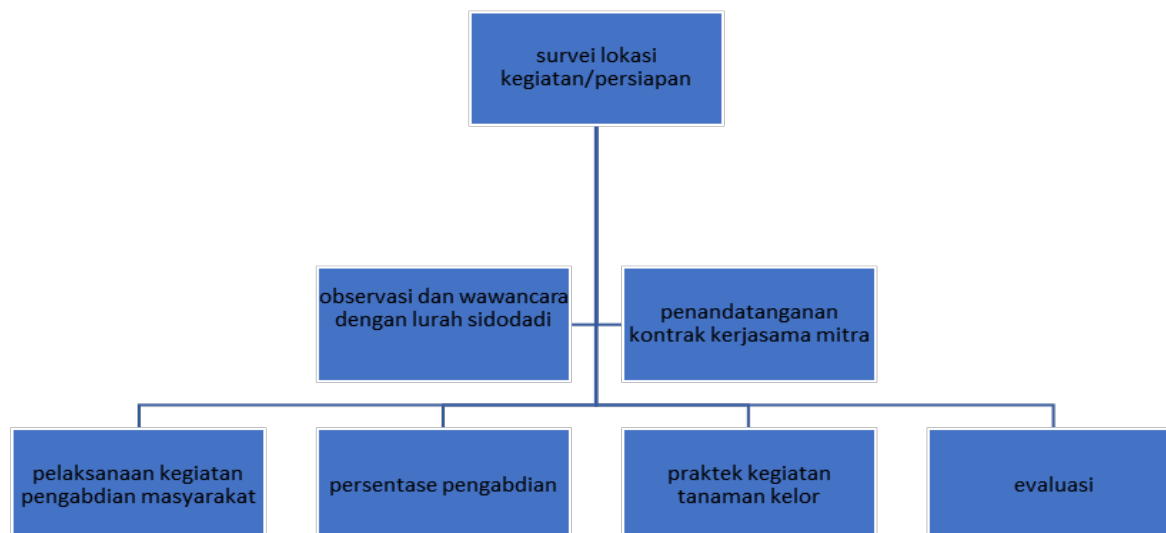 survei lokasi
kegiatan/persiapan
observasi dan wawancara
dengan lurah sidodadi
penandatanganan
kontrak kerjasama mitra
pelaksanaan kegiatan
pengabdian masyarakat
persentase pengabdian
praktek kegiatan
tanaman kelor
evaluasi